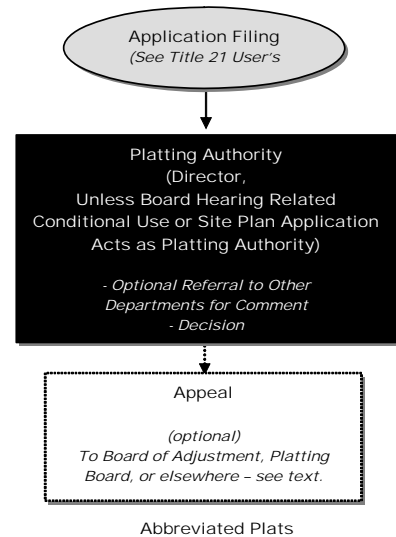 Application Filing
(See Title 21 User's
Platting Authority
(Director,
Unless Board Hearing Related
Conditional Use or Site Plan Application
Acts as Platting Authority)
- Optional Referral to Other
Departments for Comment
- Decision
Appeal
(optional)
To Board of Adjustment, Platting
Board, or elsewhere – see text.
Abbreviated Plats